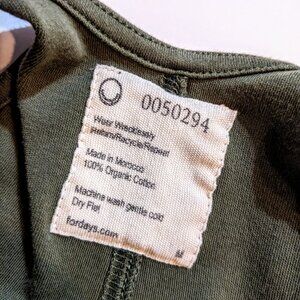 0050294
Wear Wrecklessly
Return/Recycle/Repeat
Made in Morocco
100% Organic Cotton
Machine wash gentle cold
Dry Flat
fordays.com
M